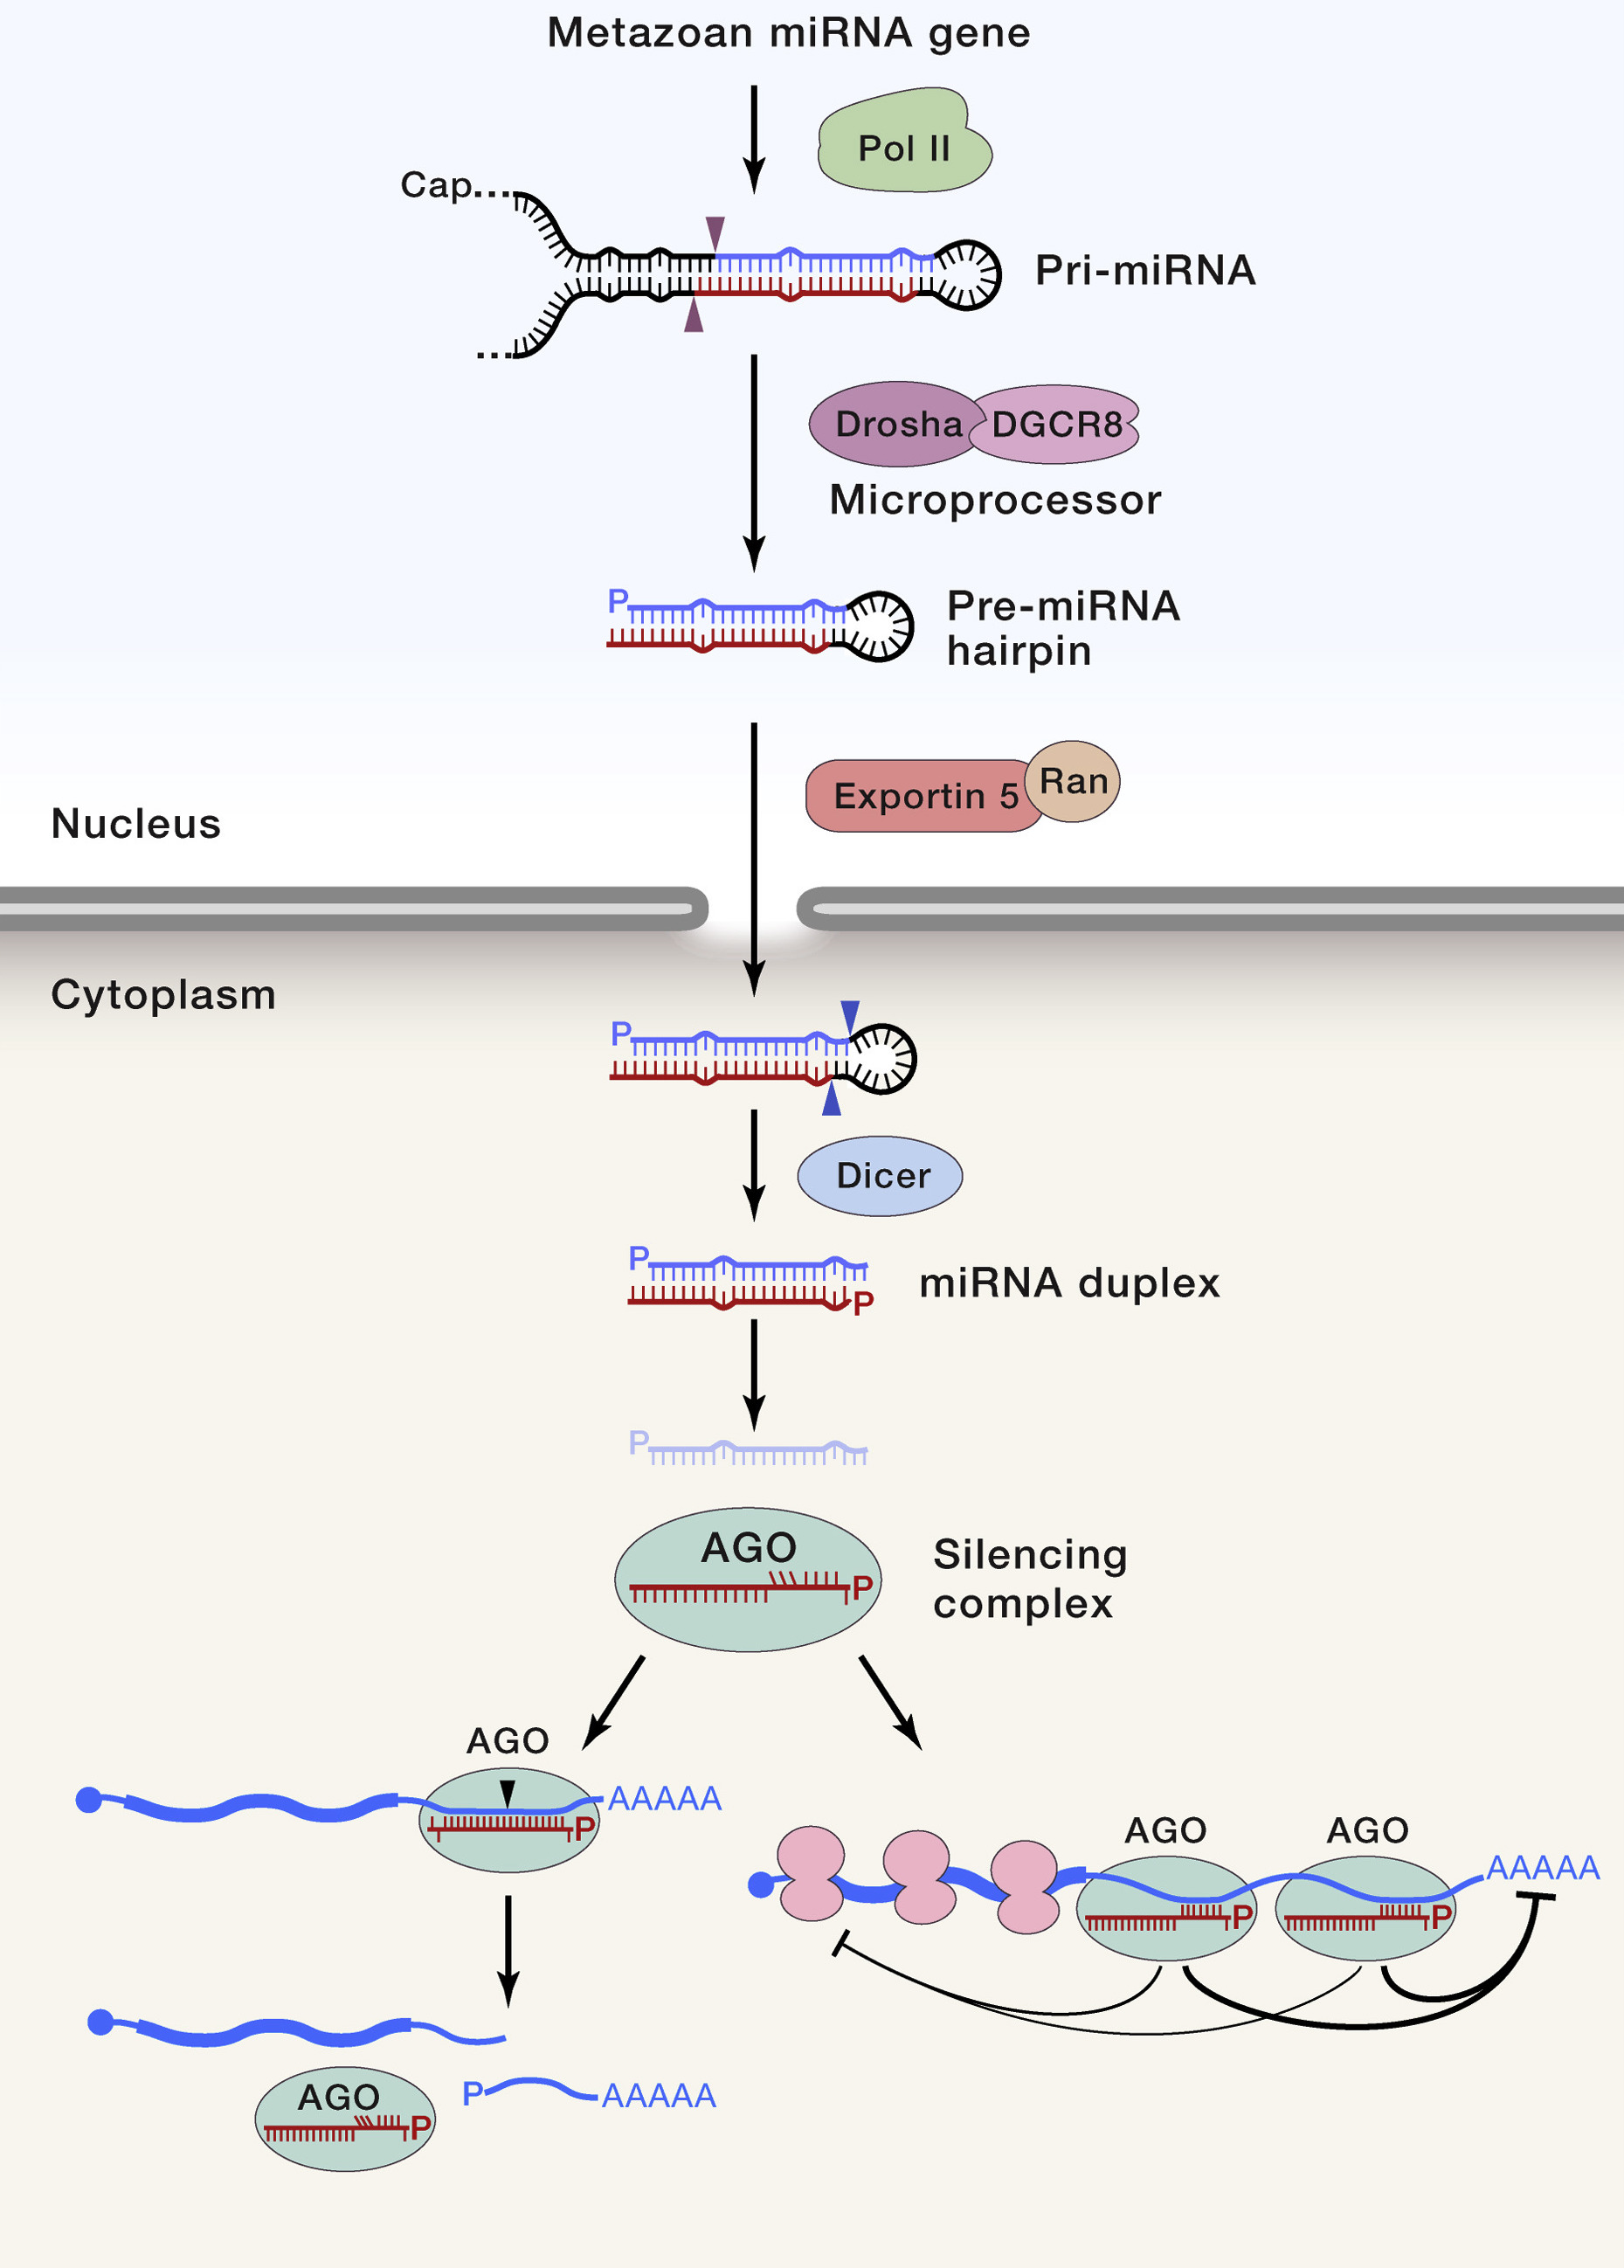 Metazoan miRNA gene
Pol II
Cap...
Pri-miRNA
...
Drosha DGCR8
Microprocessor
P
Pre-miRNA
hairpin
Exportin 5 Ran
Nucleus
Cytoplasm
P
Dicer
P
P
miRNA duplex
P
AGO
P
Silencing
complex
AGO
AAAAA
P
AGO
AGO
AAAAA
P
P
AGO
P
P
AAAAA